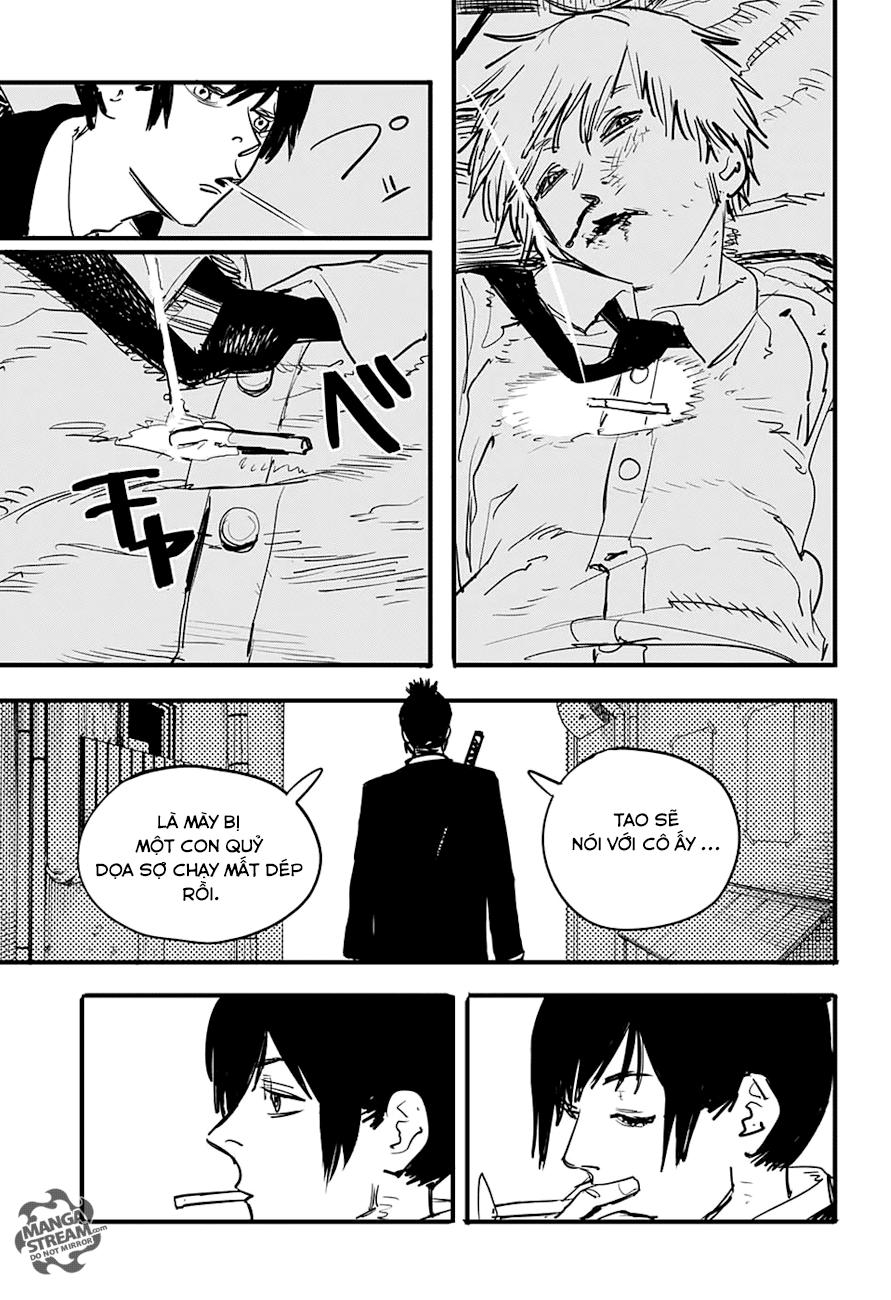 プッ
ベ
チャ
TAO SẼ
NÓI VỚI CÔ ẤY ...
LÀ MÀY BỊ
MỘT CON QUỶ
DỌA SỢ CHẠY MẤT DÉP
RỒI.
MANGA
STREAM.com
DO NOT MIRROR!